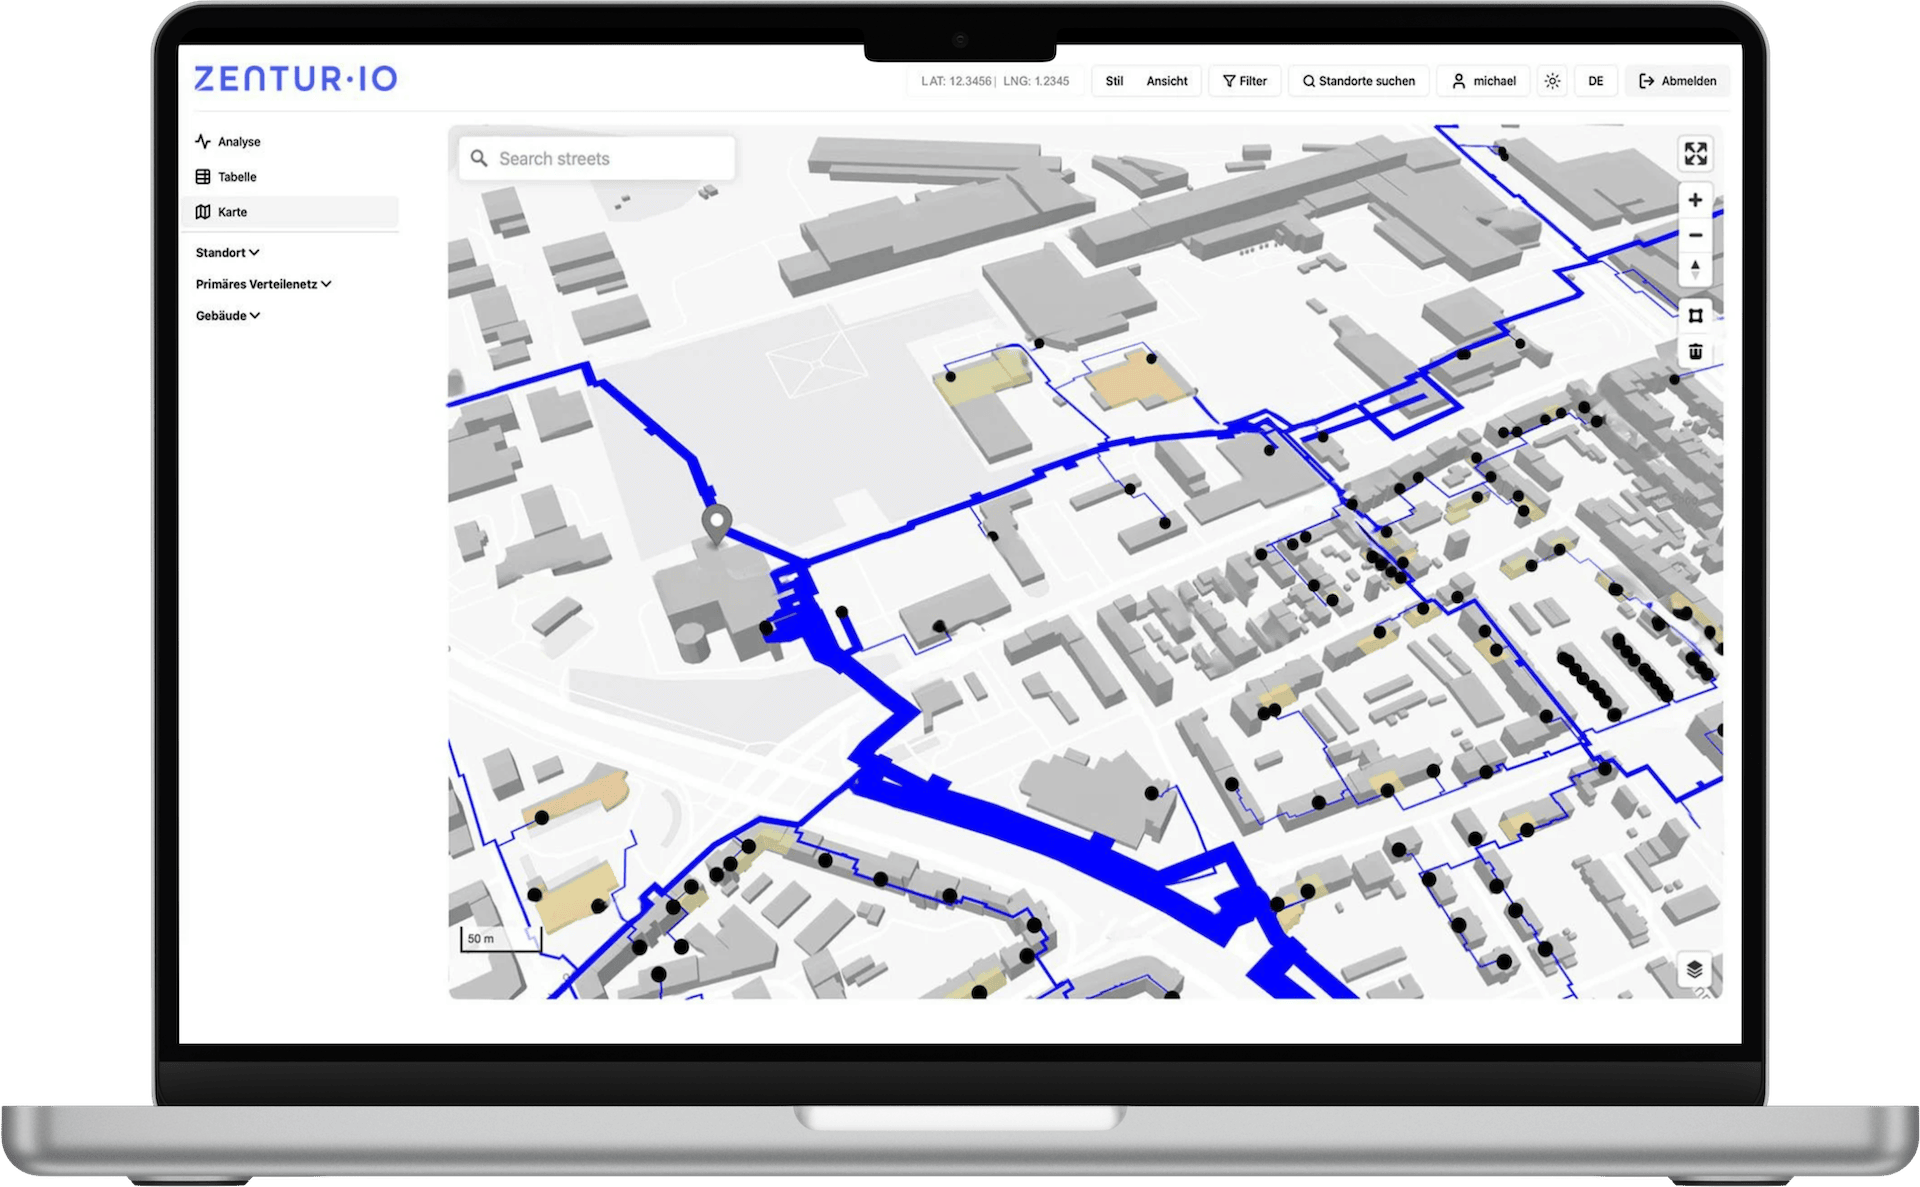 ZENTUR·IO
LAT: 12.3456 | LNG: 1.2345
Stil Ansicht
Filter
Standorte suchen
michael
DE
Abmelden
Analyse
Tabelle
Karte
Standort
Primäres Verteilenetz
Gebäude
Search streets
50 m